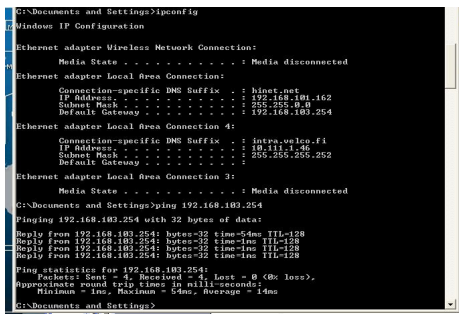 C:\Documents and Settings>ipconfig
Windows IP Configuration
Ethernet adapter Wireless Network Connection:
Media State . . . . . . . . . . . : Media disconnected
Ethernet adapter Local Area Connection:
Connection-specific DNS Suffix . : hinet.net
IP Address. . . . . . . . . . . . : 192.168.101.162
Subnet Mask . . . . . . . . . . . : 255.255.0.0
Default Gateway . . . . . . . . . : 192.168.103.254
Ethernet adapter Local Area Connection 4:
Connection-specific DNS Suffix . : intra.velco.fi
IP Address. . . . . . . . . . . . : 10.111.1.46
Subnet Mask . . . . . . . . . . . : 255.255.255.252
Default Gateway . . . . . . . . . :
Ethernet adapter Local Area Connection 3:
Media State . . . . . . . . . . . : Media disconnected
C:\Documents and Settings>ping 192.168.103.254
Pinging 192.168.103.254 with 32 bytes of data:
Reply from 192.168.103.254: bytes=32 time=54ms TTL=128
Reply from 192.168.103.254: bytes=32 time=1ms TTL=128
Reply from 192.168.103.254: bytes=32 time=1ms TTL=128
Reply from 192.168.103.254: bytes=32 time=1ms TTL=128
Ping statistics for 192.168.103.254:
Packets: Sent = 4, Received = 4, Lost = 0 (0% loss),
Approximate round trip times in milli-seconds:
Minimum = 1ms, Maximum = 54ms, Average = 14ms
C:\Documents and Settings>